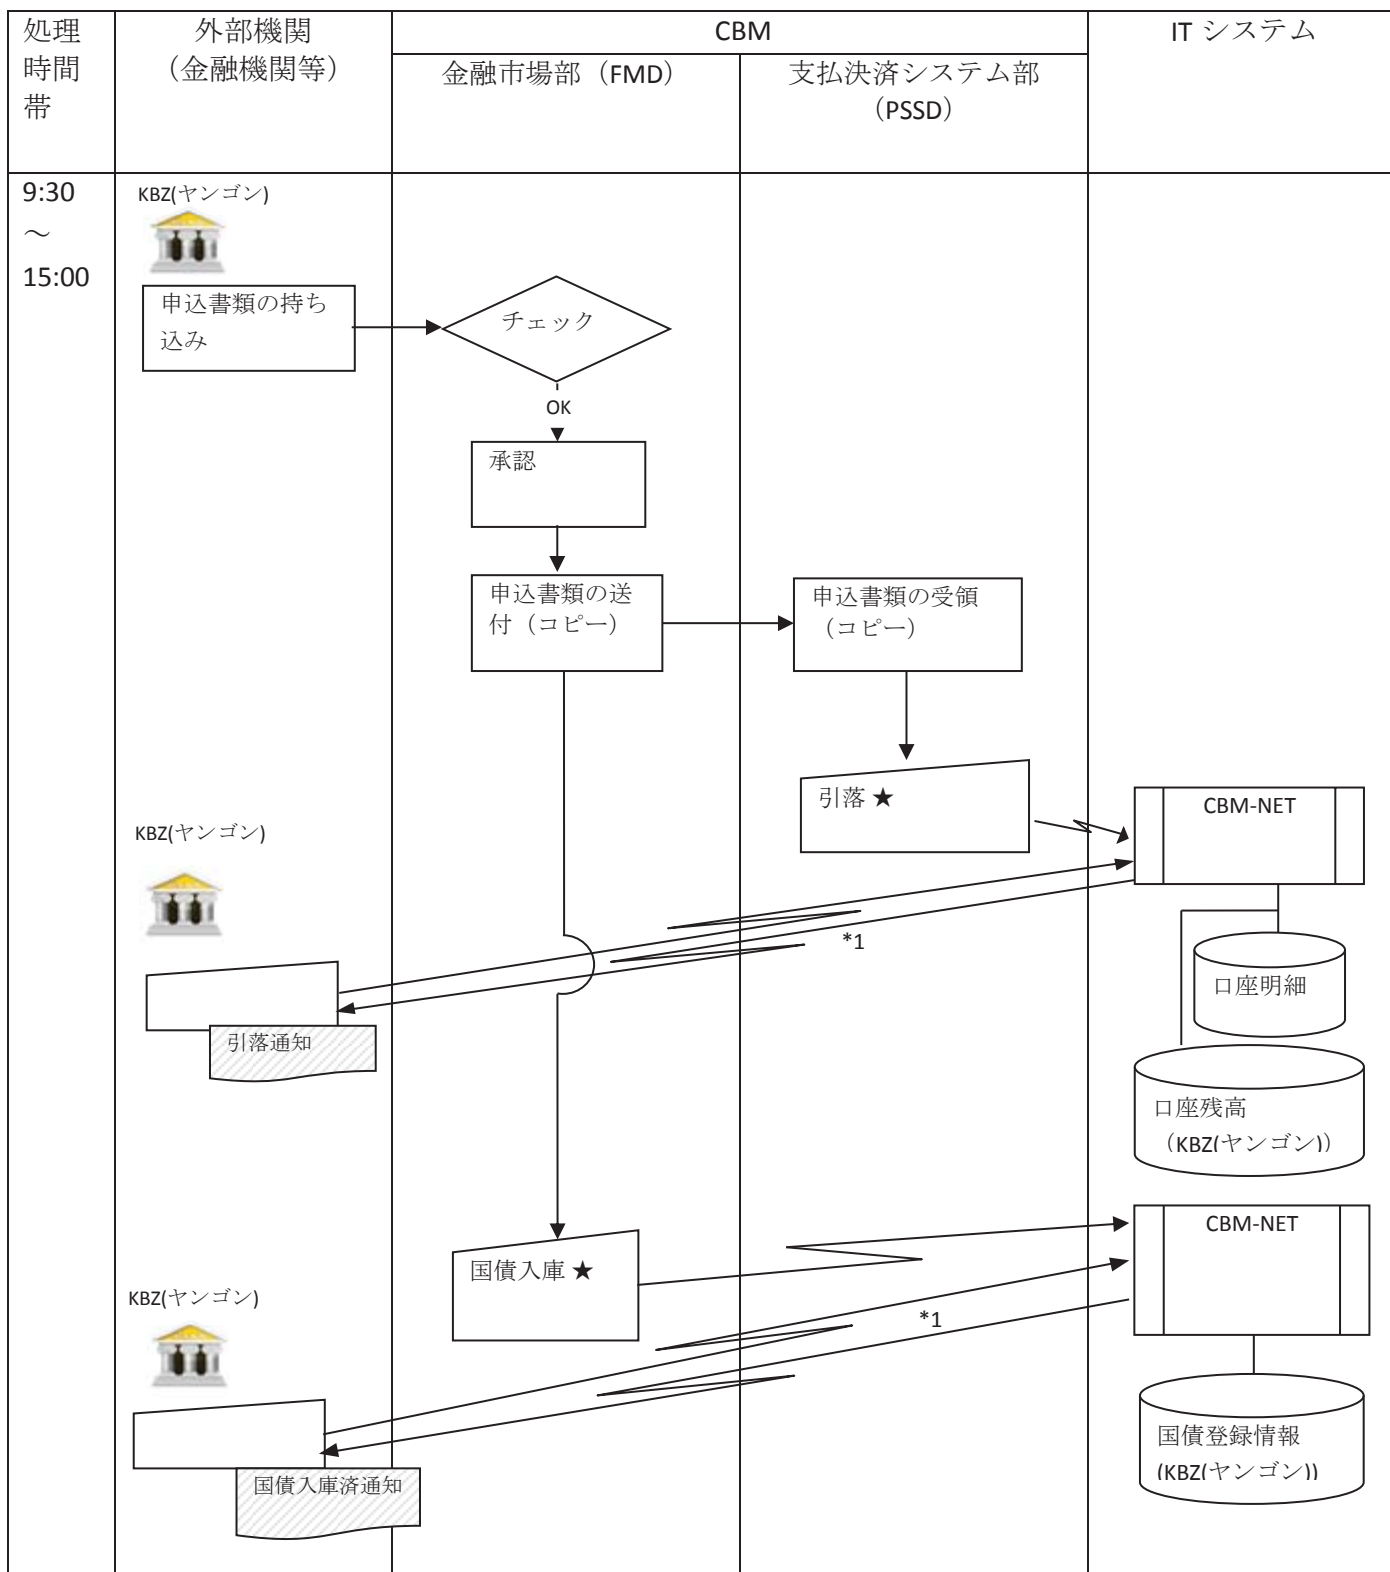 処理
時間
帯
外部機関
（金融機関等）
CBM
IT システム
金融市場部（FMD）
支払決済システム部
（PSSD）
9:30
～
15:00
KBZ(ヤンゴン)
申込書類の持ち
込み
チェック
OK
承認
申込書類の送
付（コピー）
申込書類の受領
（コピー）
引落 ★
CBM-NET
KBZ(ヤンゴン)
*1
口座明細
引落通知
口座残高
（KBZ(ヤンゴン)）
国債入庫 ★
CBM-NET
KBZ(ヤンゴン)
*1
国債登録情報
(KBZ(ヤンゴン))
国債入庫済通知